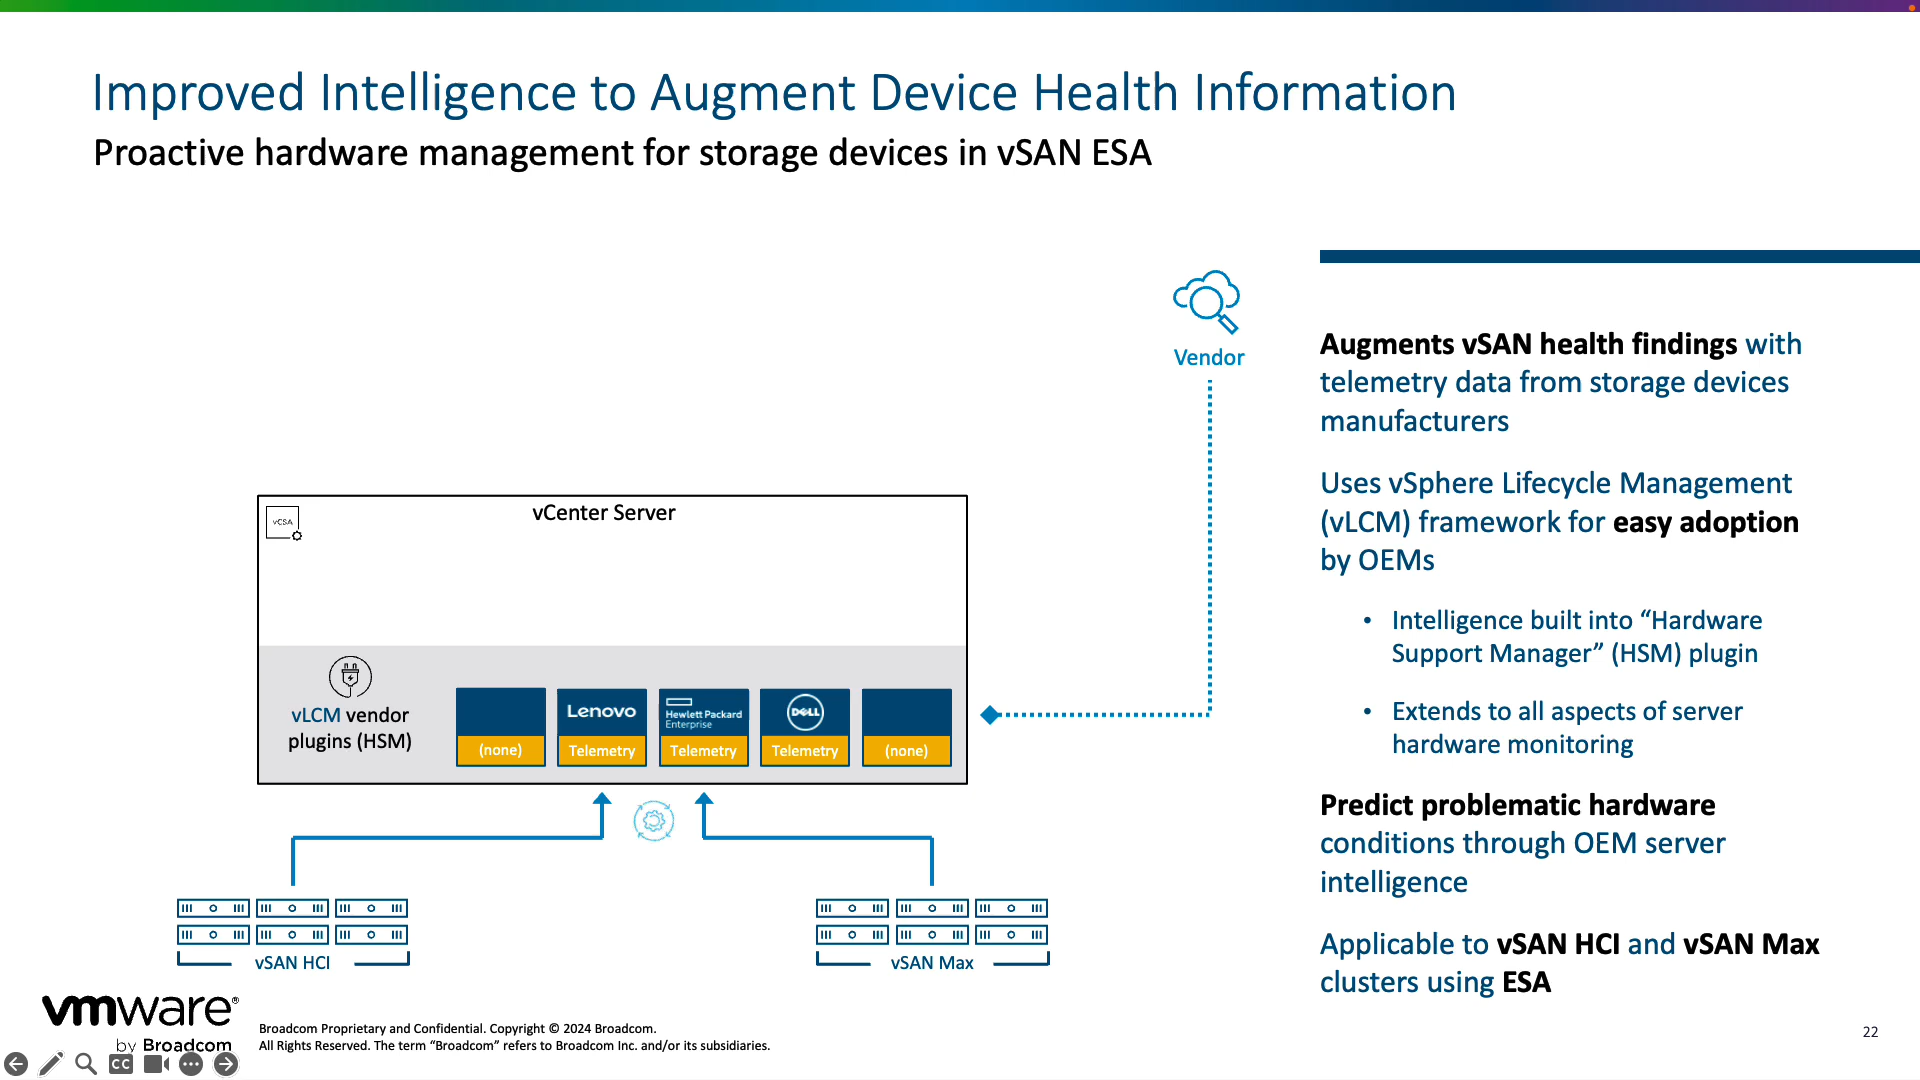 Improved Intelligence to Augment Device Health Information
Proactive hardware management for storage devices in vSAN ESA
Vendor
Augments vSAN health findings with
telemetry data from storage devices
manufacturers
Uses vSphere Lifecycle Management
(vLCM) framework for easy adoption
by OEMs
• Intelligence built into “Hardware
Support Manager” (HSM) plugin
• Extends to all aspects of server
hardware monitoring
Predict problematic hardware
conditions through OEM server
intelligence
Applicable to vSAN HCI and vSAN Max
clusters using ESA
vCSA
vCenter Server
vLCM vendor
plugins (HSM)
(none)
Lenovo
Telemetry
Hewlett Packard
Enterprise
Telemetry
DELL
Telemetry
(none)
vSAN HCI
vSAN Max
vmware®
by Broadcom
Broadcom Proprietary and Confidential. Copyright © 2024 Broadcom.
All Rights Reserved. The term “Broadcom” refers to Broadcom Inc. and/or its subsidiaries.
22
CC